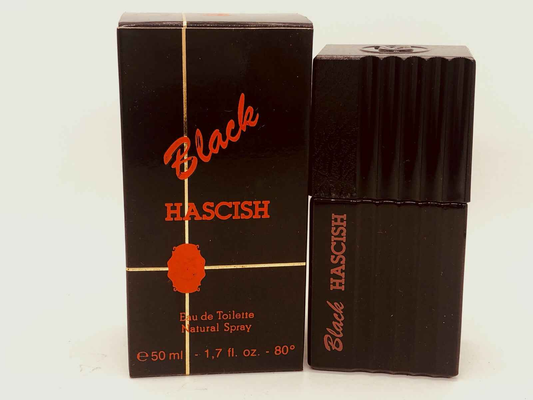 Black
HASCISH
Eau de Toilette
Natural Spray
℮ 50 ml - 1,7 fl. oz. - 80°
Black HASCISH